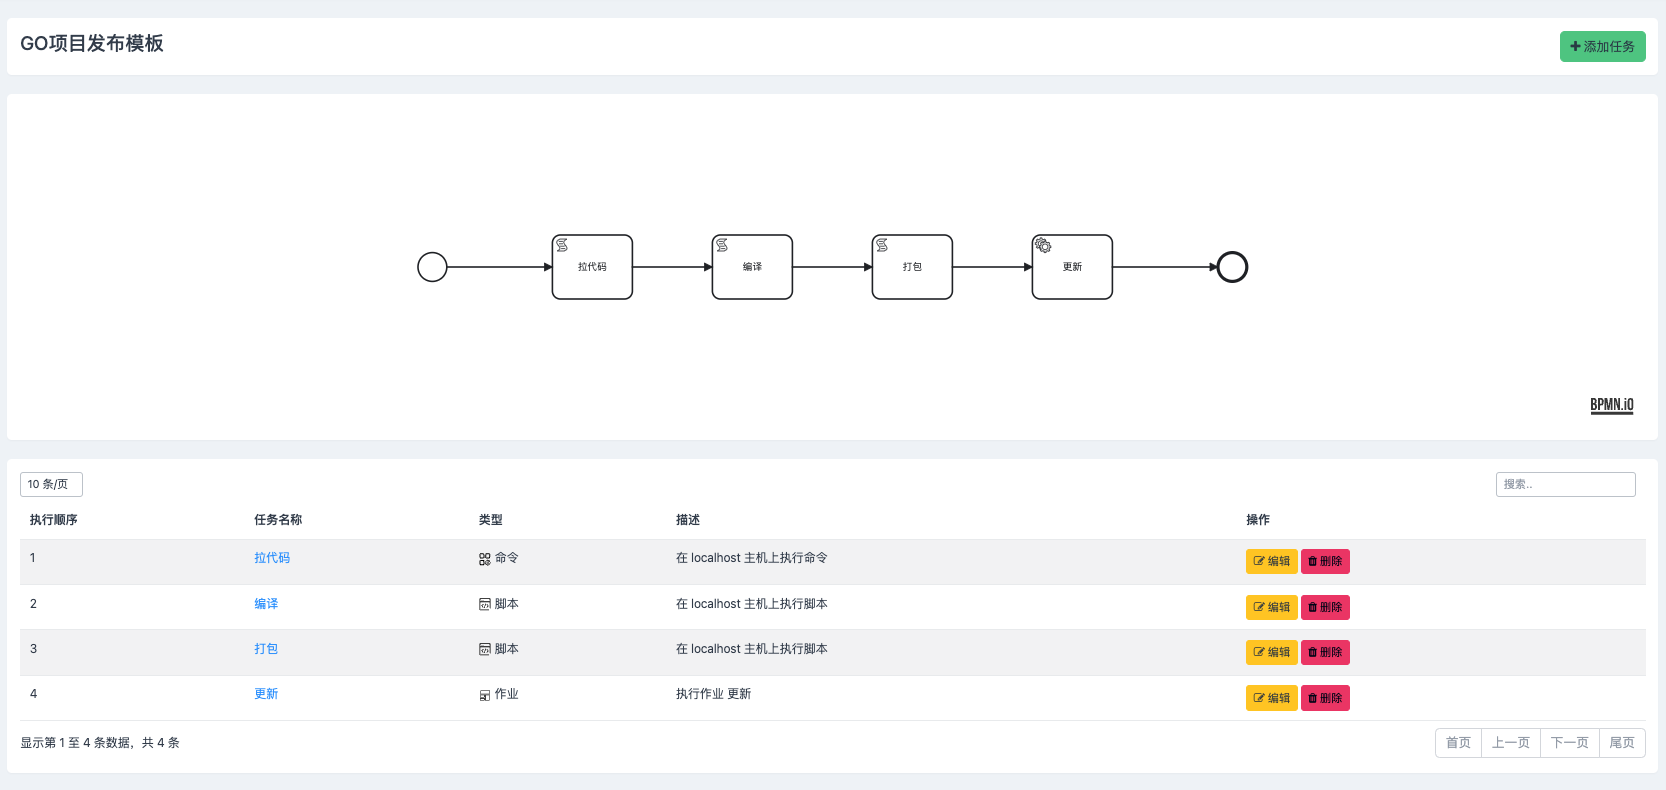 GO项目发布模板
添加任务
拉代码
编译
打包
更新
BPMN.iO
10 条/页
搜索..
执行顺序 任务名称 类型 描述 操作
1 拉代码 命令 在 localhost 主机上执行命令 编辑 删除
2 编译 脚本 在 localhost 主机上执行脚本 编辑 删除
3 打包 脚本 在 localhost 主机上执行脚本 编辑 删除
4 更新 作业 执行作业 更新 编辑 删除
显示第 1 至 4 条数据，共 4 条
首页 上一页 下一页 尾页